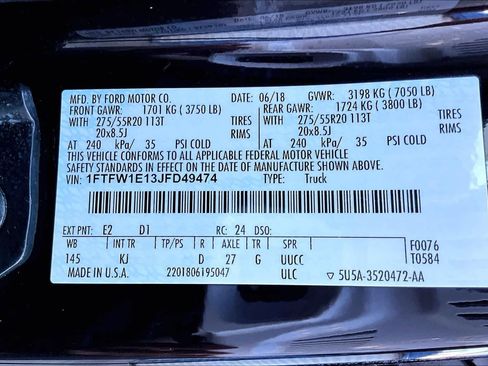 MFD. BY FORD MOTOR CO. DATE: 06/18 GVWR: 3198 KG (7050 LB)
FRONT GAWR: 1701 KG (3750 LB) REAR GAWR: 1724 KG (3800 LB)
WITH 275/55R20 113T TIRES WITH 275/55R20 113T TIRES
20x8.5J RIMS 20x8.5J RIMS
AT 240 kPa/ 35 PSI COLD AT 240 kPa/ 35 PSI COLD
THIS VEHICLE CONFORMS TO ALL APPLICABLE FEDERAL MOTOR VEHICLE
SAFETY STANDARDS IN EFFECT ON THE DATE OF MANUFACTURE SHOWN ABOVE.
VIN: 1FTFW1E13JFD49474 TYPE: Truck
EXT PNT: E2 D1 RC: 24 DSO:
WB INT TR TP/PS R AXLE TR SPR F0076
145 KJ D 27 G UUCC T0584
MADE IN U.S.A. 2201806195047 ULC ▽5U5A-3520472-AA